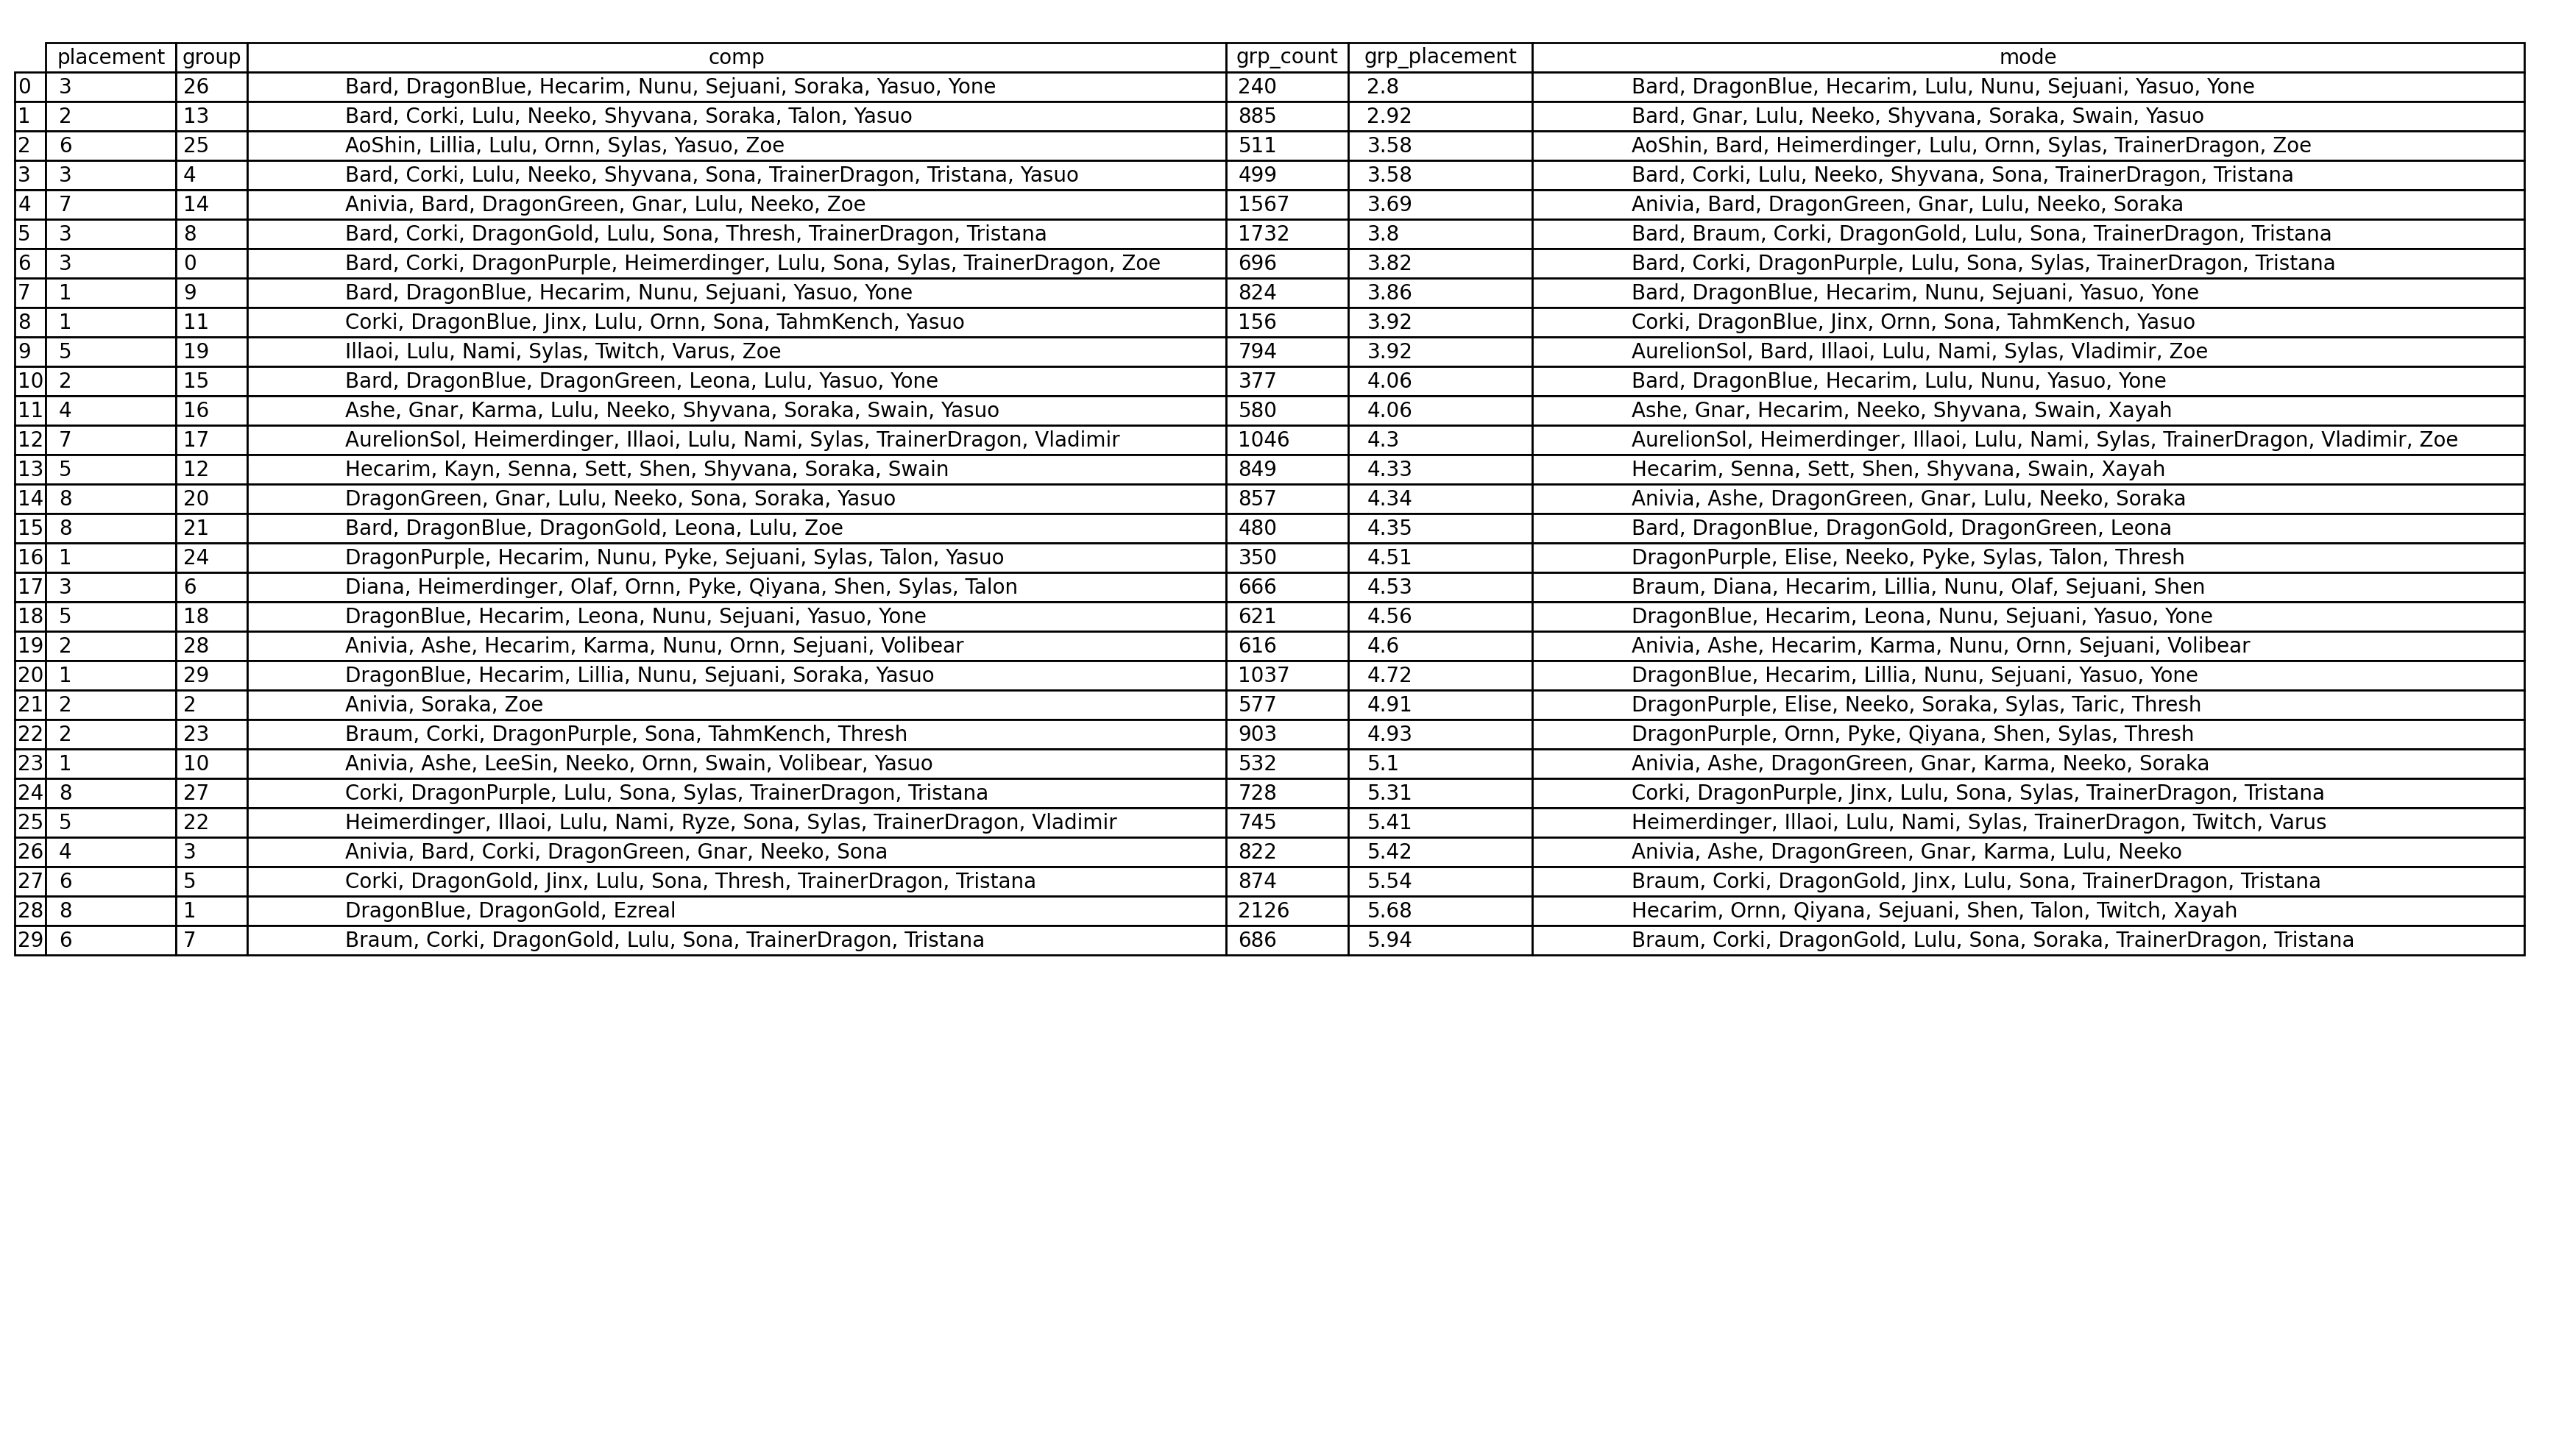 placement group comp grp_count grp_placement mode
0 3 26 Bard, DragonBlue, Hecarim, Nunu, Sejuani, Soraka, Yasuo, Yone 240 2.8 Bard, DragonBlue, Hecarim, Lulu, Nunu, Sejuani, Yasuo, Yone
1 2 13 Bard, Corki, Lulu, Neeko, Shyvana, Soraka, Talon, Yasuo 885 2.92 Bard, Gnar, Lulu, Neeko, Shyvana, Soraka, Swain, Yasuo
2 6 25 AoShin, Lillia, Lulu, Ornn, Sylas, Yasuo, Zoe 511 3.58 AoShin, Bard, Heimerdinger, Lulu, Ornn, Sylas, TrainerDragon, Zoe
3 3 4 Bard, Corki, Lulu, Neeko, Shyvana, Sona, TrainerDragon, Tristana, Yasuo 499 3.58 Bard, Corki, Lulu, Neeko, Shyvana, Sona, TrainerDragon, Tristana
4 7 14 Anivia, Bard, DragonGreen, Gnar, Lulu, Neeko, Zoe 1567 3.69 Anivia, Bard, DragonGreen, Gnar, Lulu, Neeko, Soraka
5 3 8 Bard, Corki, DragonGold, Lulu, Sona, Thresh, TrainerDragon, Tristana 1732 3.8 Bard, Braum, Corki, DragonGold, Lulu, Sona, TrainerDragon, Tristana
6 3 0 Bard, Corki, DragonPurple, Heimerdinger, Lulu, Sona, Sylas, TrainerDragon, Zoe 696 3.82 Bard, Corki, DragonPurple, Lulu, Sona, Sylas, TrainerDragon, Tristana
7 1 9 Bard, DragonBlue, Hecarim, Nunu, Sejuani, Yasuo, Yone 824 3.86 Bard, DragonBlue, Hecarim, Nunu, Sejuani, Yasuo, Yone
8 1 11 Corki, DragonBlue, Jinx, Lulu, Ornn, Sona, TahmKench, Yasuo 156 3.92 Corki, DragonBlue, Jinx, Ornn, Sona, TahmKench, Yasuo
9 5 19 Illaoi, Lulu, Nami, Sylas, Twitch, Varus, Zoe 794 3.92 AurelionSol, Bard, Illaoi, Lulu, Nami, Sylas, Vladimir, Zoe
10 2 15 Bard, DragonBlue, DragonGreen, Leona, Lulu, Yasuo, Yone 377 4.06 Bard, DragonBlue, Hecarim, Lulu, Nunu, Yasuo, Yone
11 4 16 Ashe, Gnar, Karma, Lulu, Neeko, Shyvana, Soraka, Swain, Yasuo 580 4.06 Ashe, Gnar, Hecarim, Neeko, Shyvana, Swain, Xayah
12 7 17 AurelionSol, Heimerdinger, Illaoi, Lulu, Nami, Sylas, TrainerDragon, Vladimir 1046 4.3 AurelionSol, Heimerdinger, Illaoi, Lulu, Nami, Sylas, TrainerDragon, Vladimir, Zoe
13 5 12 Hecarim, Kayn, Senna, Sett, Shen, Shyvana, Soraka, Swain 849 4.33 Hecarim, Senna, Sett, Shen, Shyvana, Swain, Xayah
14 8 20 DragonGreen, Gnar, Lulu, Neeko, Sona, Soraka, Yasuo 857 4.34 Anivia, Ashe, DragonGreen, Gnar, Lulu, Neeko, Soraka
15 8 21 Bard, DragonBlue, DragonGold, Leona, Lulu, Zoe 480 4.35 Bard, DragonBlue, DragonGold, DragonGreen, Leona
16 1 24 DragonPurple, Hecarim, Nunu, Pyke, Sejuani, Sylas, Talon, Yasuo 350 4.51 DragonPurple, Elise, Neeko, Pyke, Sylas, Talon, Thresh
17 3 6 Diana, Heimerdinger, Olaf, Ornn, Pyke, Qiyana, Shen, Sylas, Talon 666 4.53 Braum, Diana, Hecarim, Lillia, Nunu, Olaf, Sejuani, Shen
18 5 18 DragonBlue, Hecarim, Leona, Nunu, Sejuani, Yasuo, Yone 621 4.56 DragonBlue, Hecarim, Leona, Nunu, Sejuani, Yasuo, Yone
19 2 28 Anivia, Ashe, Hecarim, Karma, Nunu, Ornn, Sejuani, Volibear 616 4.6 Anivia, Ashe, Hecarim, Karma, Nunu, Ornn, Sejuani, Volibear
20 1 29 DragonBlue, Hecarim, Lillia, Nunu, Sejuani, Soraka, Yasuo 1037 4.72 DragonBlue, Hecarim, Lillia, Nunu, Sejuani, Yasuo, Yone
21 2 2 Anivia, Soraka, Zoe 577 4.91 DragonPurple, Elise, Neeko, Soraka, Sylas, Taric, Thresh
22 2 23 Braum, Corki, DragonPurple, Sona, TahmKench, Thresh 903 4.93 DragonPurple, Ornn, Pyke, Qiyana, Shen, Sylas, Thresh
23 1 10 Anivia, Ashe, LeeSin, Neeko, Ornn, Swain, Volibear, Yasuo 532 5.1 Anivia, Ashe, DragonGreen, Gnar, Karma, Neeko, Soraka
24 8 27 Corki, DragonPurple, Lulu, Sona, Sylas, TrainerDragon, Tristana 728 5.31 Corki, DragonPurple, Jinx, Lulu, Sona, Sylas, TrainerDragon, Tristana
25 5 22 Heimerdinger, Illaoi, Lulu, Nami, Ryze, Sona, Sylas, TrainerDragon, Vladimir 745 5.41 Heimerdinger, Illaoi, Lulu, Nami, Sylas, TrainerDragon, Twitch, Varus
26 4 3 Anivia, Bard, Corki, DragonGreen, Gnar, Neeko, Sona 822 5.42 Anivia, Ashe, DragonGreen, Gnar, Karma, Lulu, Neeko
27 6 5 Corki, DragonGold, Jinx, Lulu, Sona, Thresh, TrainerDragon, Tristana 874 5.54 Braum, Corki, DragonGold, Jinx, Lulu, Sona, TrainerDragon, Tristana
28 8 1 DragonBlue, DragonGold, Ezreal 2126 5.68 Hecarim, Ornn, Qiyana, Sejuani, Shen, Talon, Twitch, Xayah
29 6 7 Braum, Corki, DragonGold, Lulu, Sona, TrainerDragon, Tristana 686 5.94 Braum, Corki, DragonGold, Lulu, Sona, Soraka, TrainerDragon, Tristana